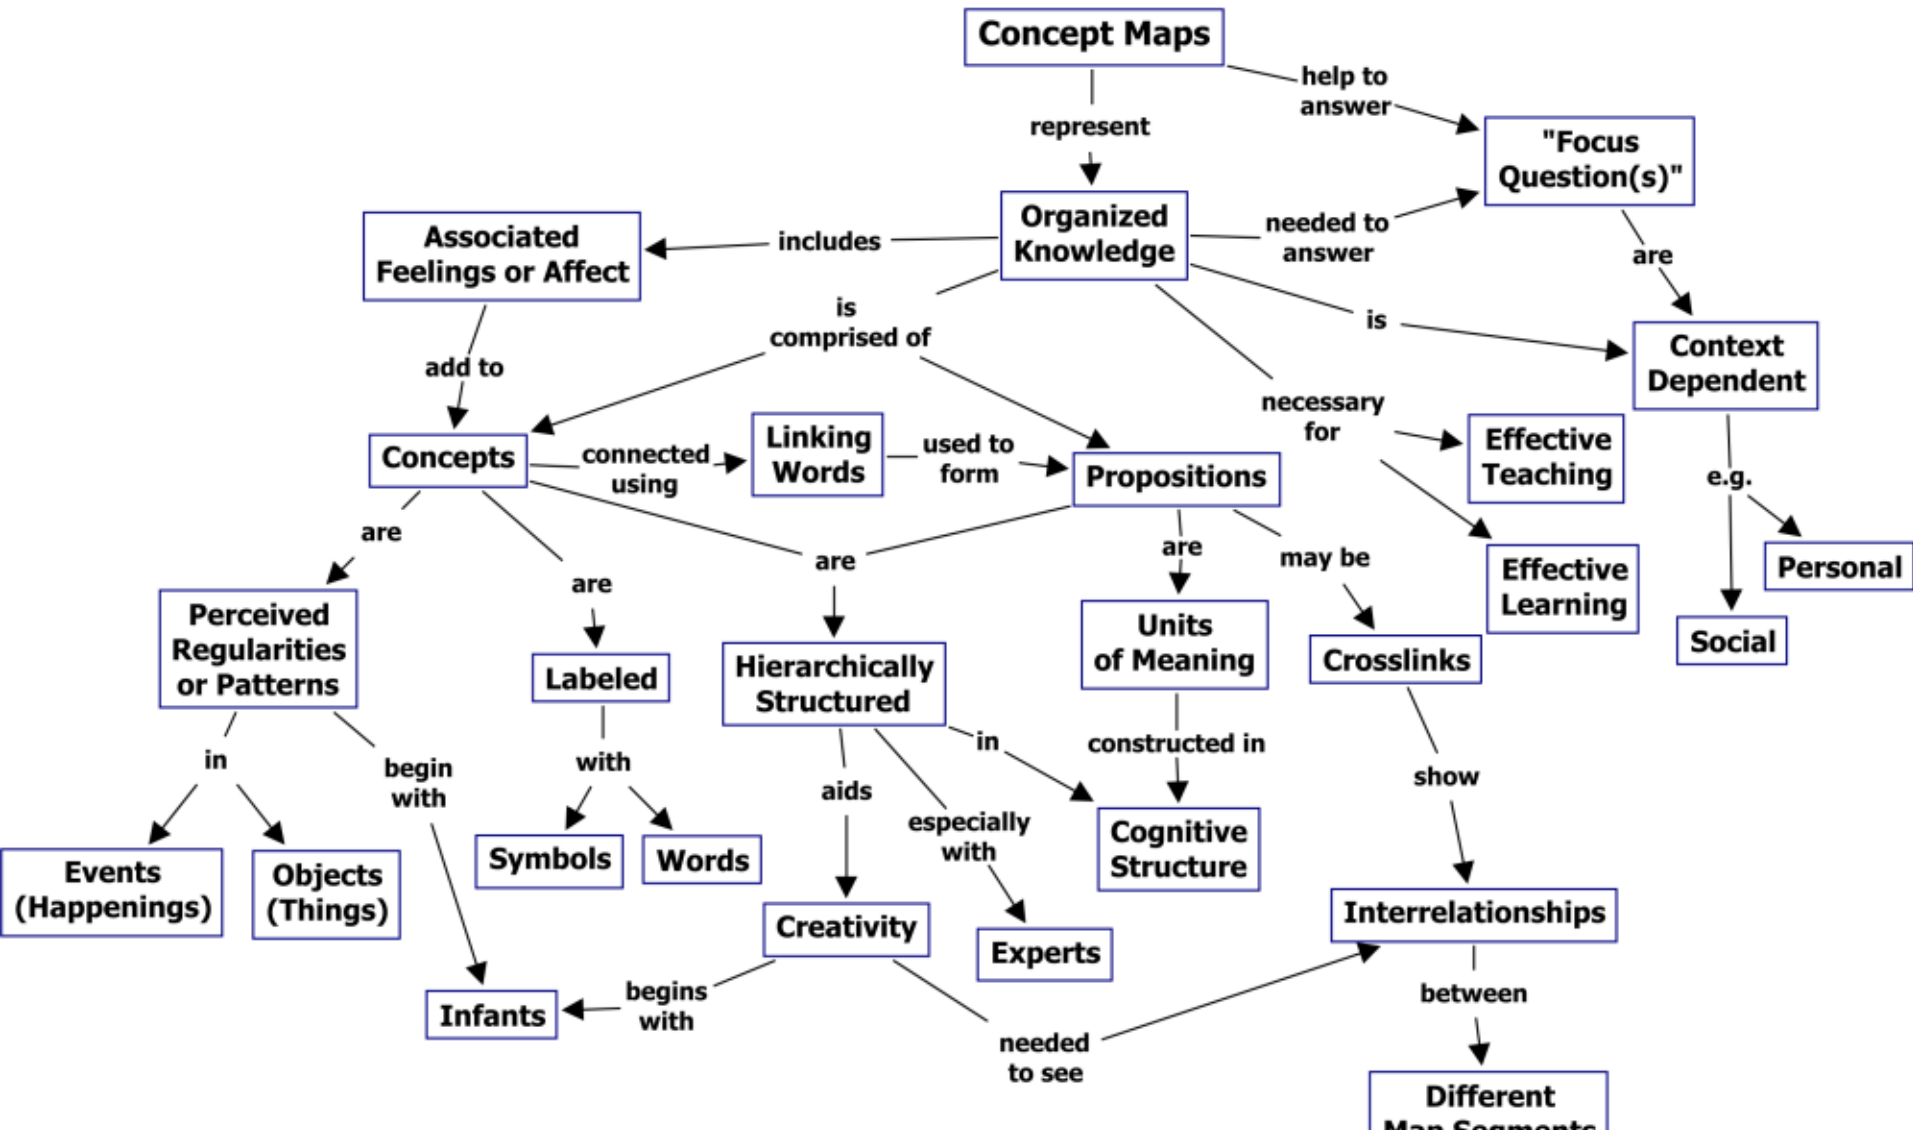 Concept Maps
help to
answer
represent
"Focus
Question(s)"
Organized
Knowledge
needed to
answer
includes
Associated
Feelings or Affect
are
is
comprised of
is
Context
Dependent
add to
necessary
for
Concepts
connected
using
Linking
Words
used to
form
Propositions
Effective
Teaching
e.g.
are
are
are
are
may be
Effective
Learning
Personal
Perceived
Regularities
or Patterns
Labeled
Hierarchically
Structured
Units
of Meaning
Crosslinks
Social
in
begin
with
with
aids
in
constructed in
show
especially
with
Events
(Happenings)
Objects
(Things)
Symbols
Words
Cognitive
Structure
Creativity
Experts
Interrelationships
Infants
begins
with
needed
to see
between
Different
Map Segments